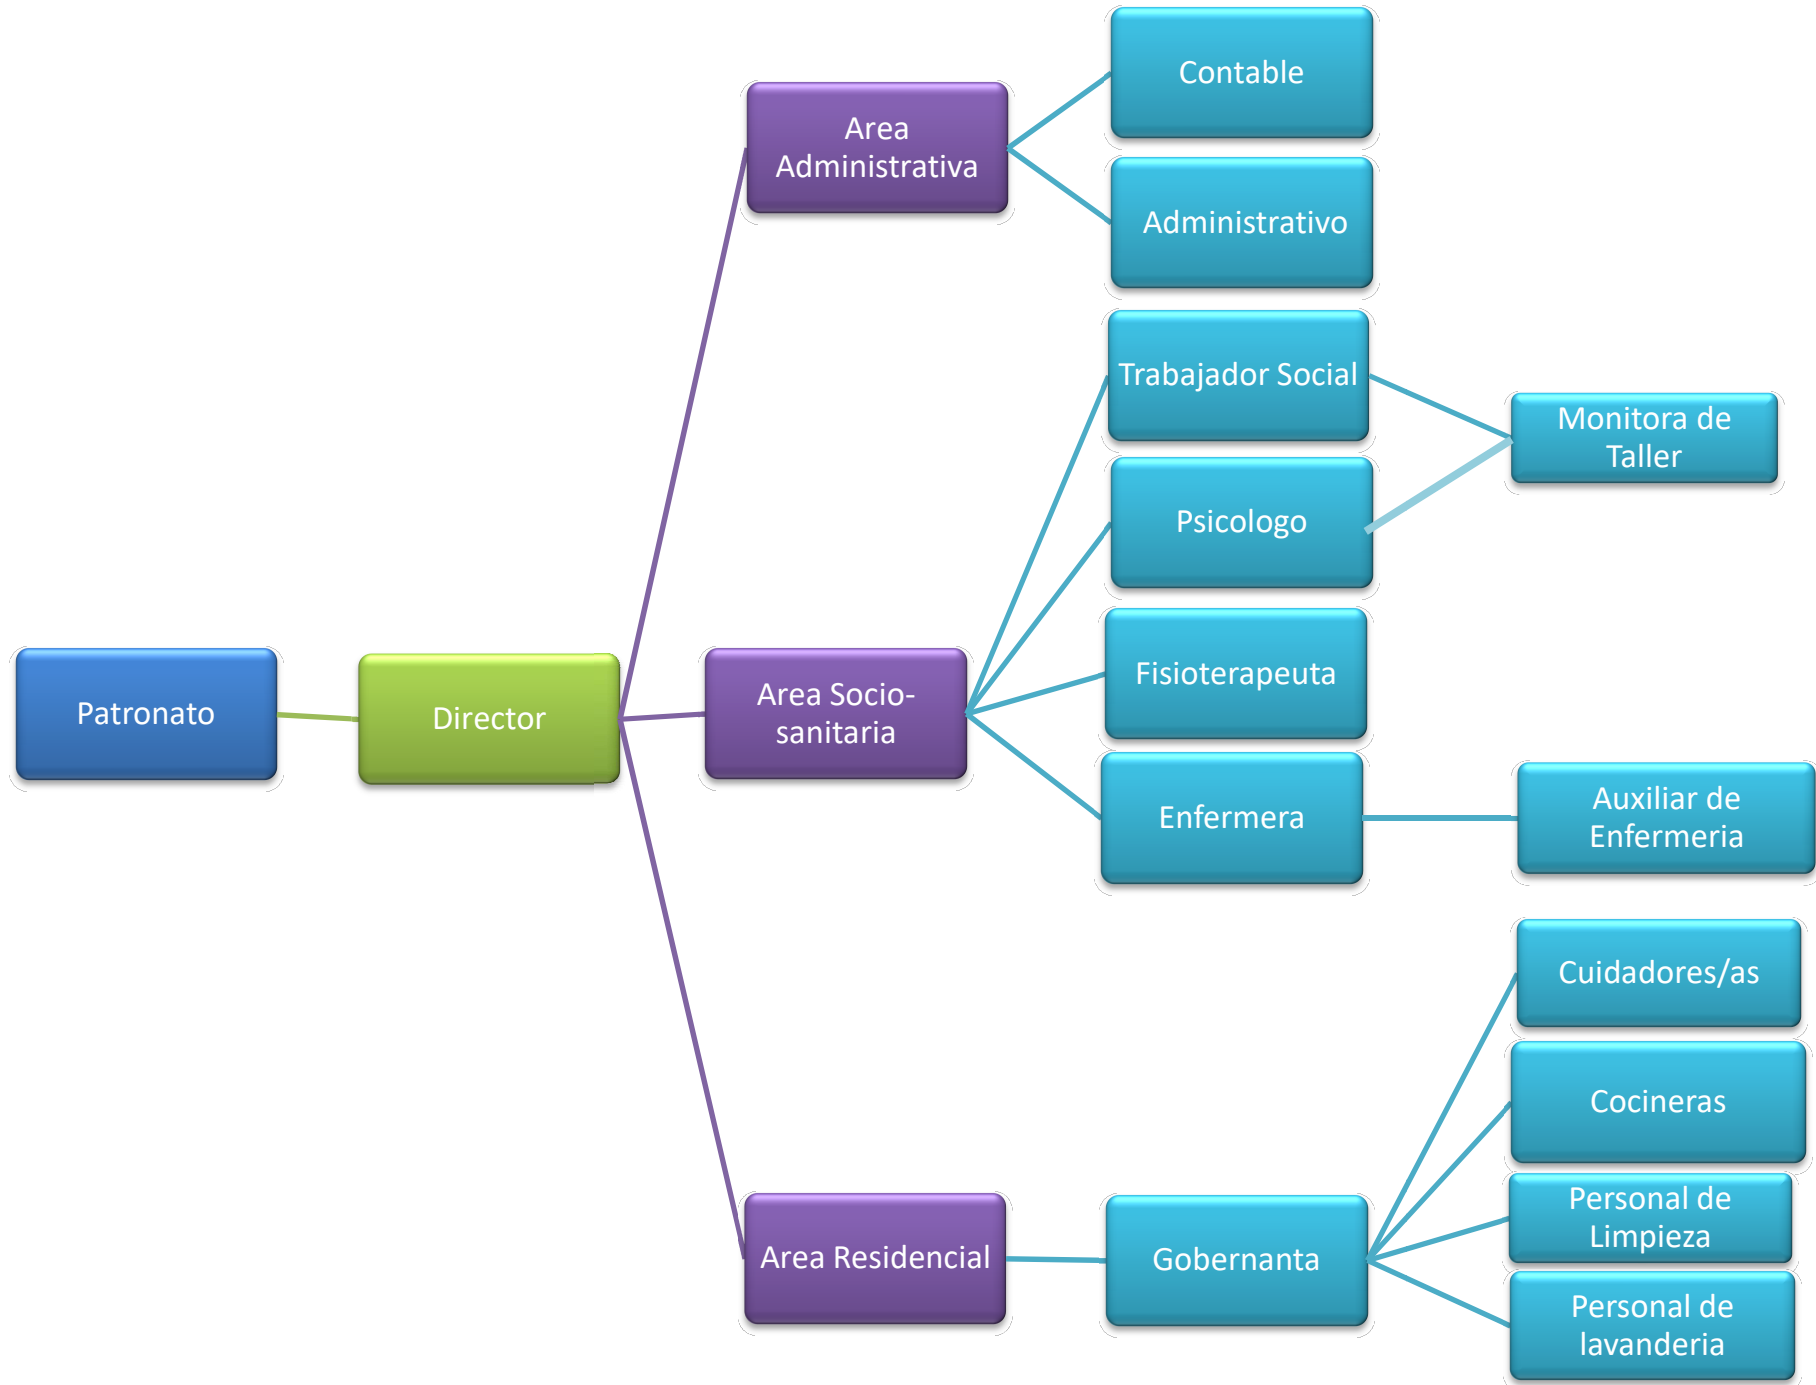 Patronato
Director
Area
Administrativa
Contable
Administrativo
Area Socio-
sanitaria
Trabajador Social
Psicologo
Monitora de
Taller
Fisioterapeuta
Enfermera
Auxiliar de
Enfermeria
Area Residencial
Gobernanta
Cuidadores/as
Cocineras
Personal de
Limpieza
Personal de
lavanderia